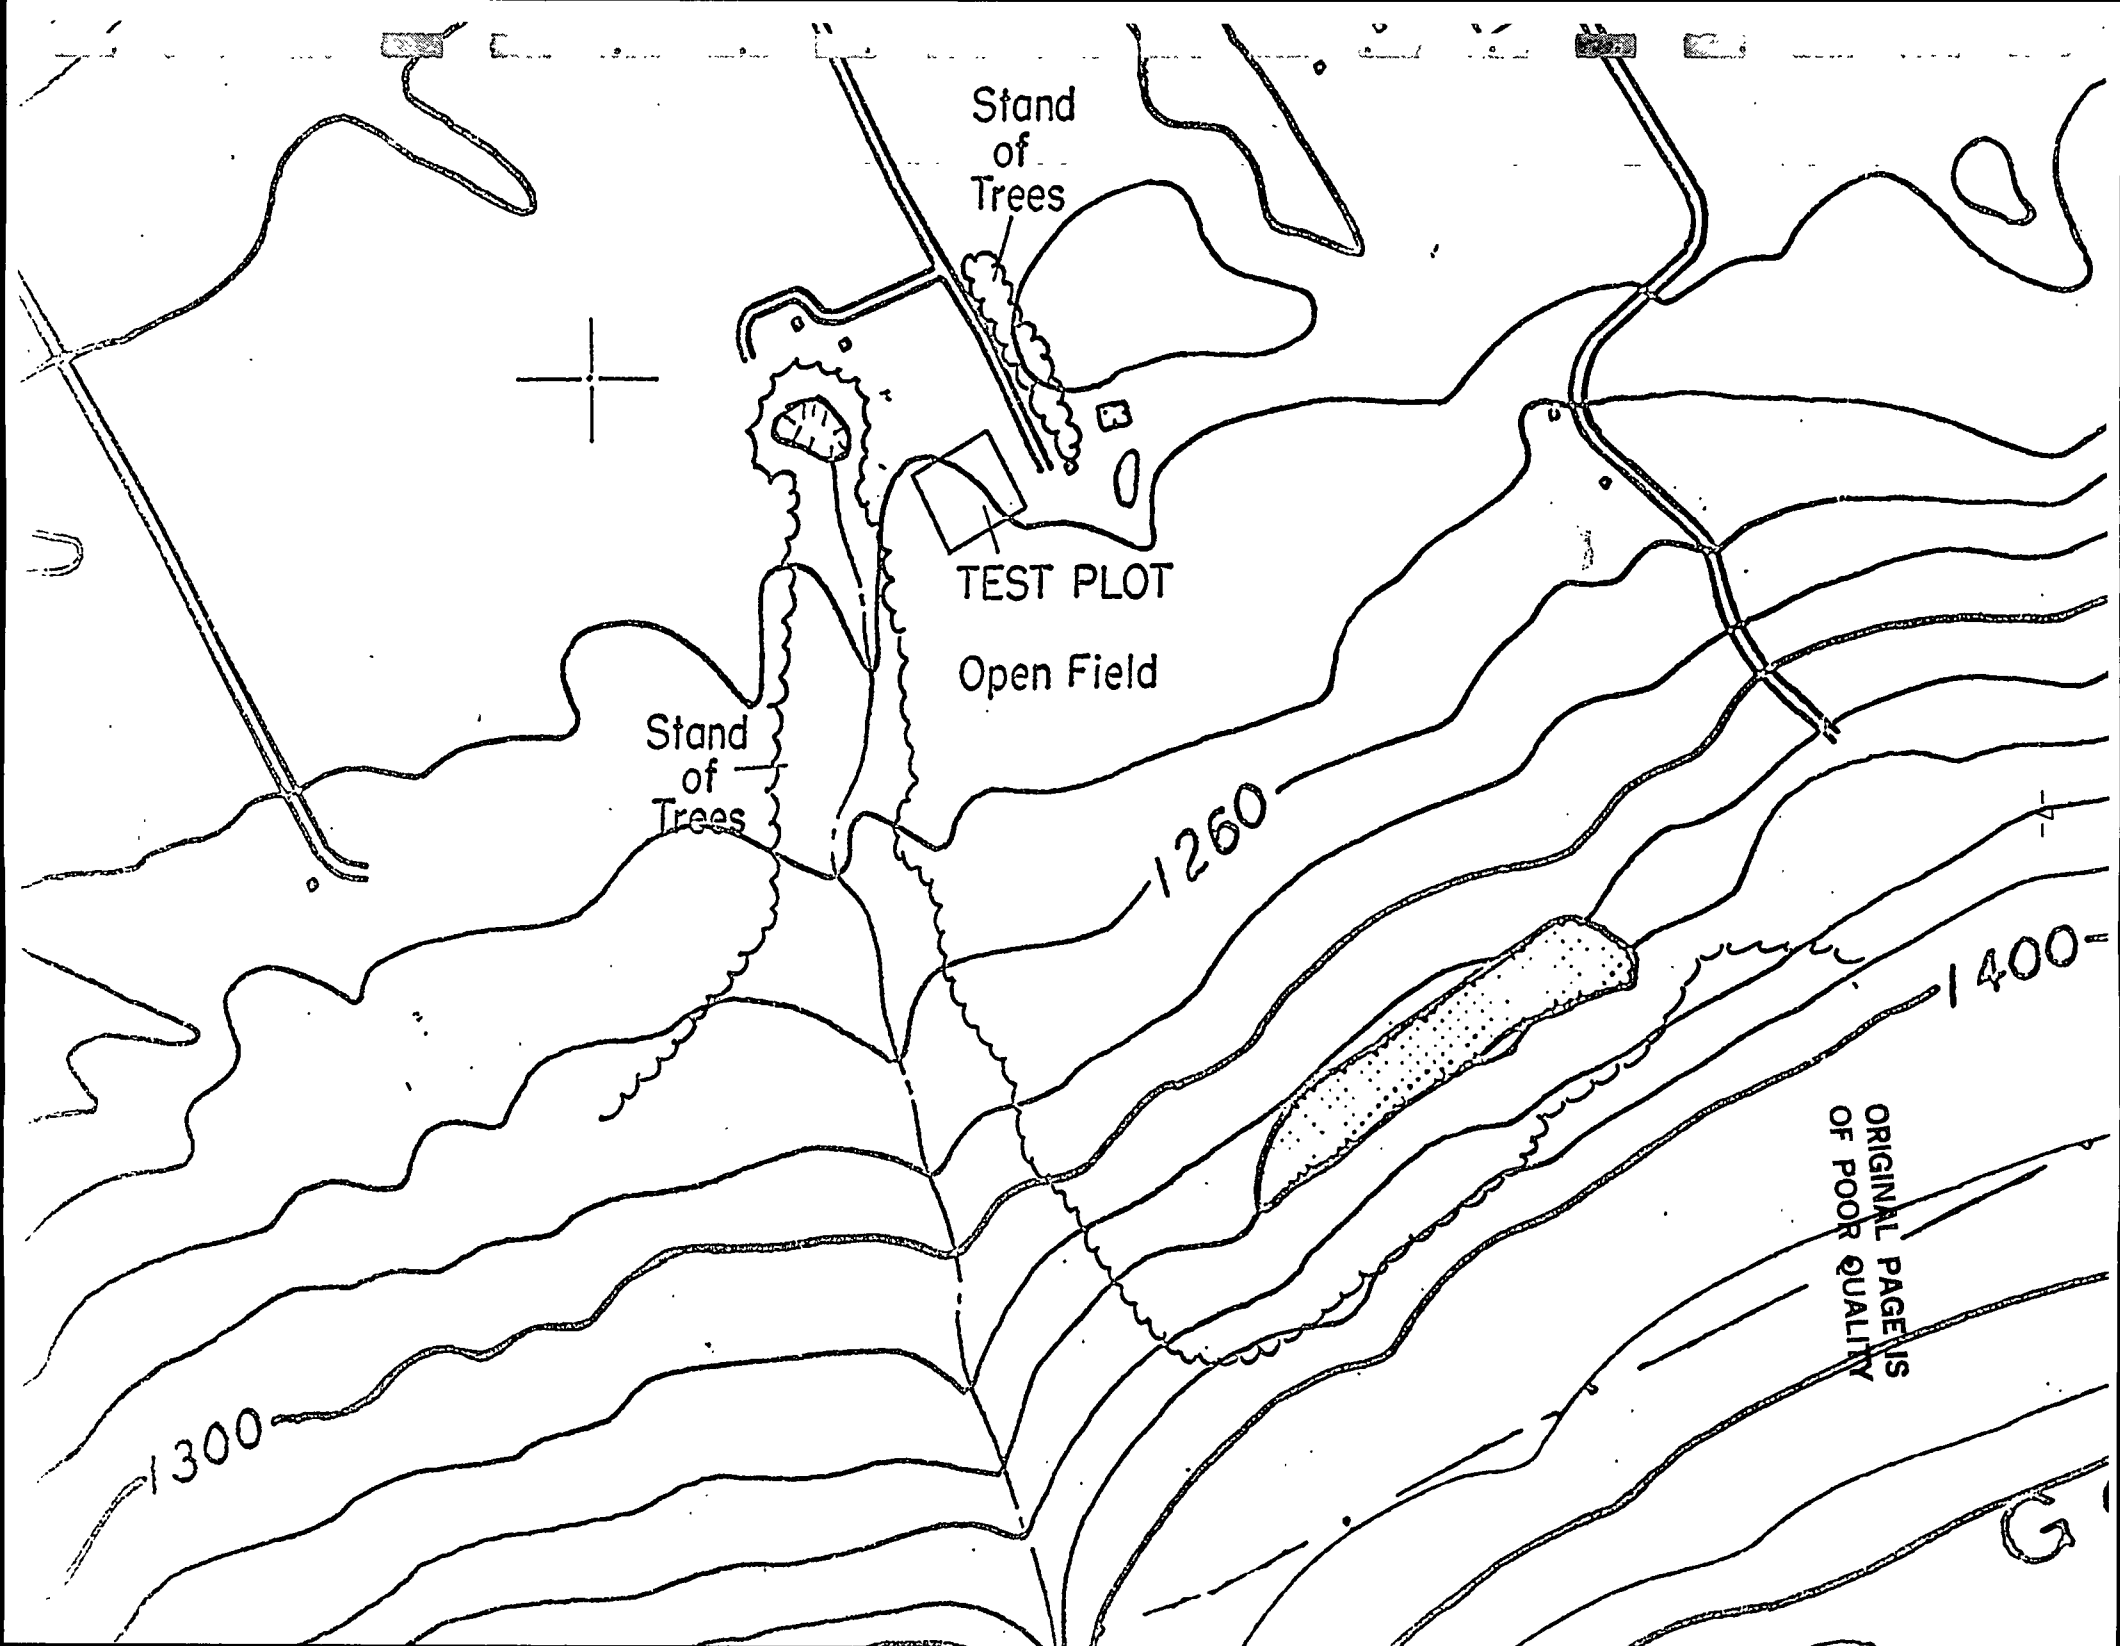 Stand
of
Trees
TEST PLOT
Open Field
Stand
of
Trees
1260
1400
ORIGINAL PAGE IS
OF POOR QUALITY
1300
G